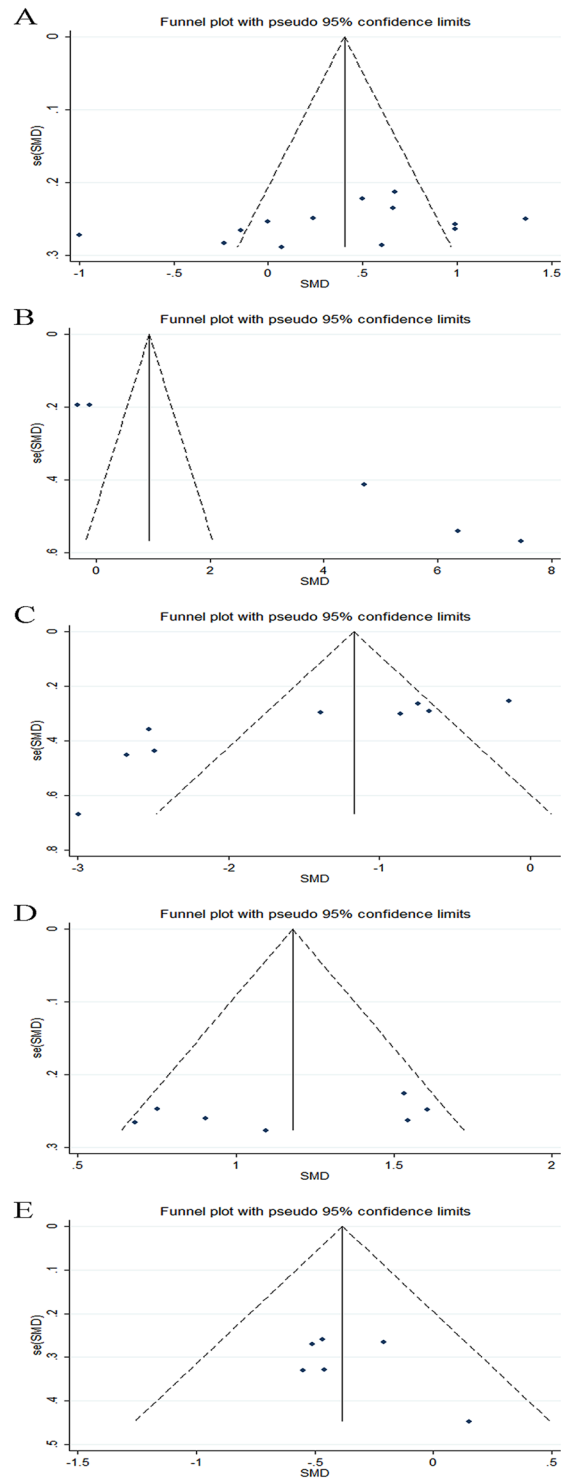 A
Funnel plot with pseudo 95% confidence limits
0
.1
.2
.3
se(SMD)
-1
-.5
0
.5
1
1.5
SMD
B
Funnel plot with pseudo 95% confidence limits
0
.2
.4
.6
se(SMD)
0
2
4
6
8
SMD
C
Funnel plot with pseudo 95% confidence limits
0
.2
.4
.6
.8
se(SMD)
-3
-2
-1
0
SMD
D
Funnel plot with pseudo 95% confidence limits
0
.1
.2
.3
se(SMD)
.5
1
1.5
2
SMD
E
Funnel plot with pseudo 95% confidence limits
0
.1
.2
.3
.4
.5
se(SMD)
-1.5
-1
-.5
0
.5
SMD